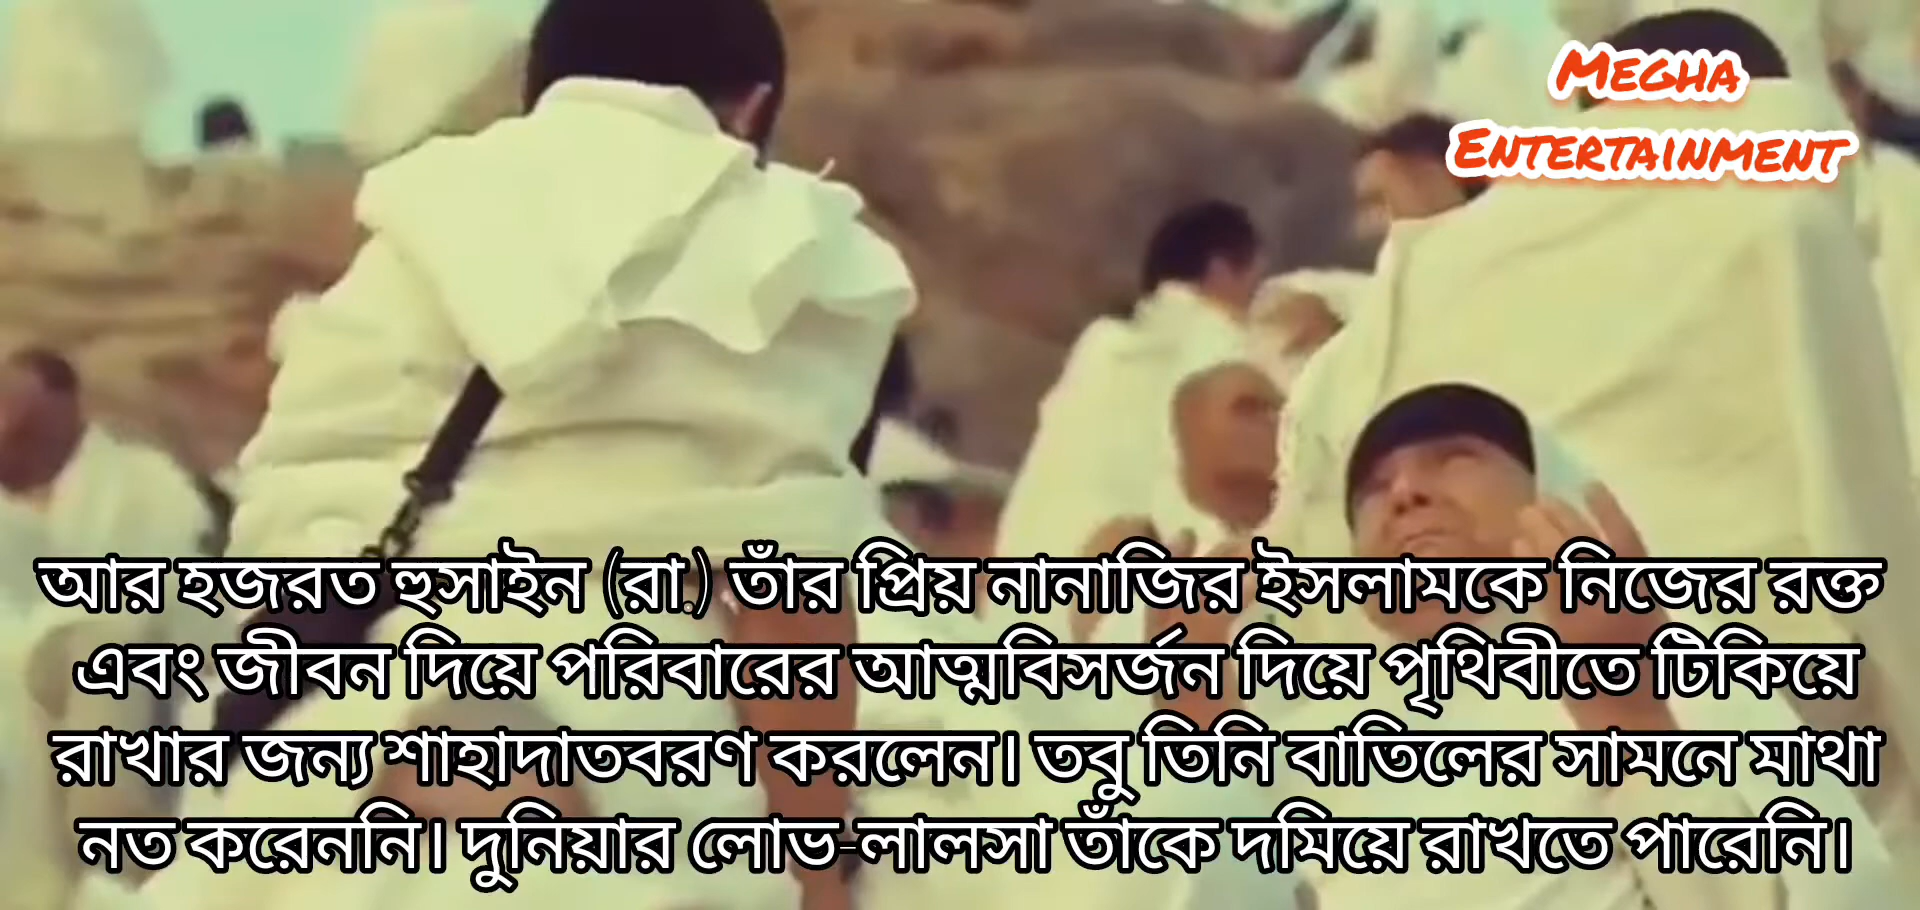 MEGHA
ENTERTAINMENT
আর হজরত হুসাইন (রা.) তাঁর প্রিয় নানাজির ইসলামকে নিজের রক্ত
এবং জীবন দিয়ে পরিবারের আত্মবিসর্জন দিয়ে পৃথিবীতে টিকিয়ে
রাখার জন্য শাহাদাতবরণ করলেন। তবু তিনি বাতিলের সামনে মাথা
নত করেননি। দুনিয়ার লোভ-লালসা তাঁকে দমিয়ে রাখতে পারেনি।